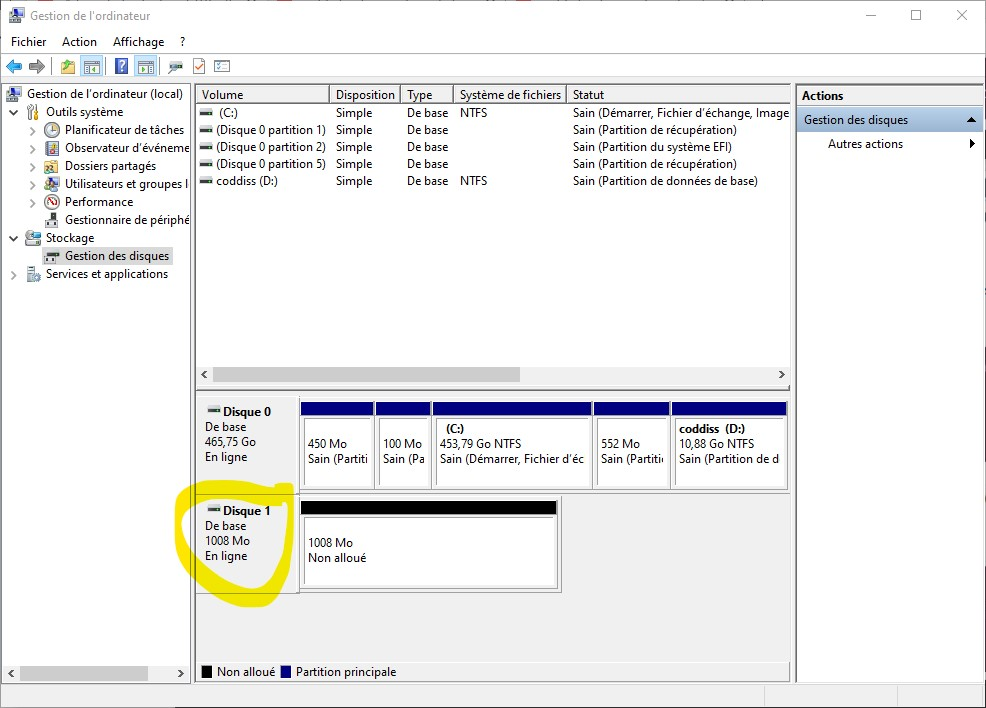 Gestion de l'ordinateur
Fichier Action Affichage ?
Gestion de l'ordinateur (local)
Outils système
Planificateur de tâches
Observateur d'événeme
Dossiers partagés
Utilisateurs et groupes l
Performance
Gestionnaire de périphé
Stockage
Gestion des disques
Services et applications
Volume Disposition Type Système de fichiers Statut
(C:) Simple De base NTFS Sain (Démarrer, Fichier d'échange, Image
(Disque 0 partition 1) Simple De base Sain (Partition de récupération)
(Disque 0 partition 2) Simple De base Sain (Partition du système EFI)
(Disque 0 partition 5) Simple De base Sain (Partition de récupération)
coddiss (D:) Simple De base NTFS Sain (Partition de données de base)
Disque 0
De base
465,75 Go
En ligne
450 Mo
Sain (Partiti
100 Mo
Sain (Pa
(C:)
453,79 Go NTFS
Sain (Démarrer, Fichier d'éc
552 Mo
Sain (Partiti
coddiss (D:)
10,88 Go NTFS
Sain (Partition de d
Disque 1
De base
1008 Mo
En ligne
1008 Mo
Non alloué
Non alloué Partition principale
Actions
Gestion des disques
Autres actions